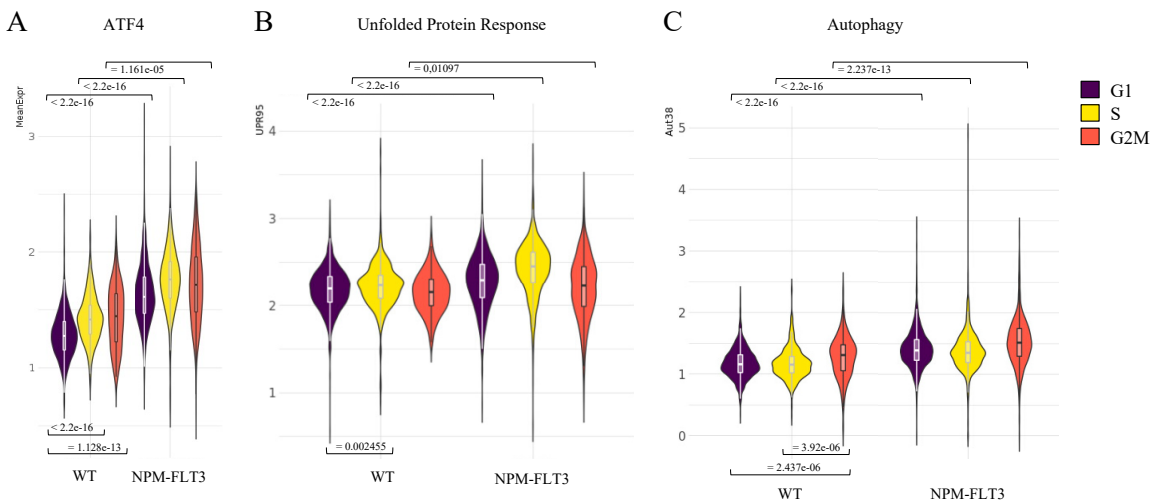 A
ATF4
= 1.161e-05
< 2.2e-16
< 2.2e-16
MeanExpr
3
2
1
< 2.2e-16
= 1.128e-13
WT
NPM-FLT3
B
Unfolded Protein Response
= 0,01097
< 2.2e-16
< 2.2e-16
UPR95
4
3
2
1
= 0.002455
WT
NPM-FLT3
C
Autophagy
= 2.237e-13
< 2.2e-16
< 2.2e-16
Aut38
5
4
3
2
1
0
= 3.92e-06
= 2.437e-06
WT
NPM-FLT3
G1
S
G2M